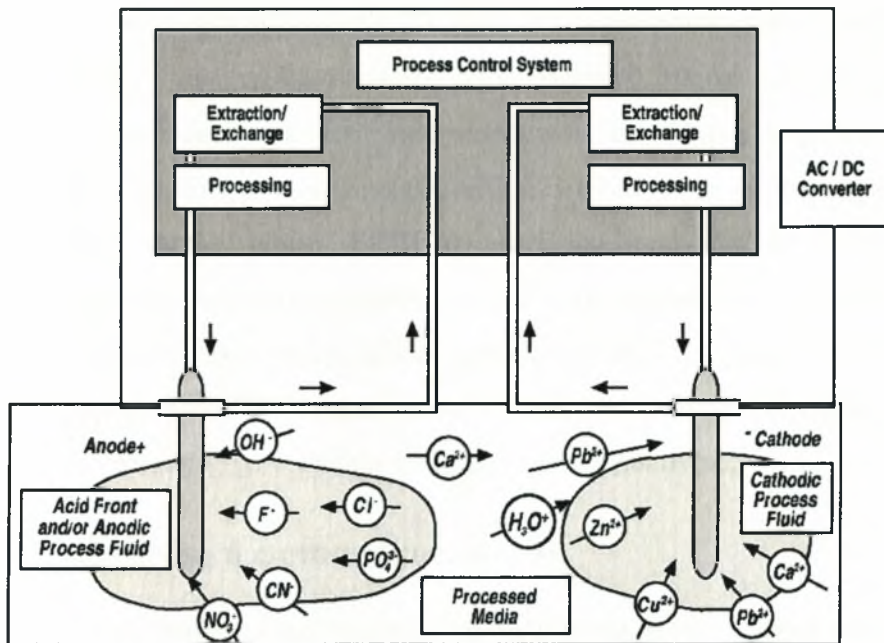 Process Control System
Extraction/
Exchange
Processing
Extraction/
Exchange
Processing
AC / DC
Converter
Anode+
OH⁻
Ca²⁺
Pb²⁺
⁻ Cathode
Acid Front
and/or Anodic
Process Fluid
F⁻
Cl⁻
H₃O⁺
Zn²⁺
Cathodic
Process
Fluid
PO₄³⁻
CN⁻
NO₃⁻
Processed
Media
Cu²⁺
Pb²⁺
Ca²⁺